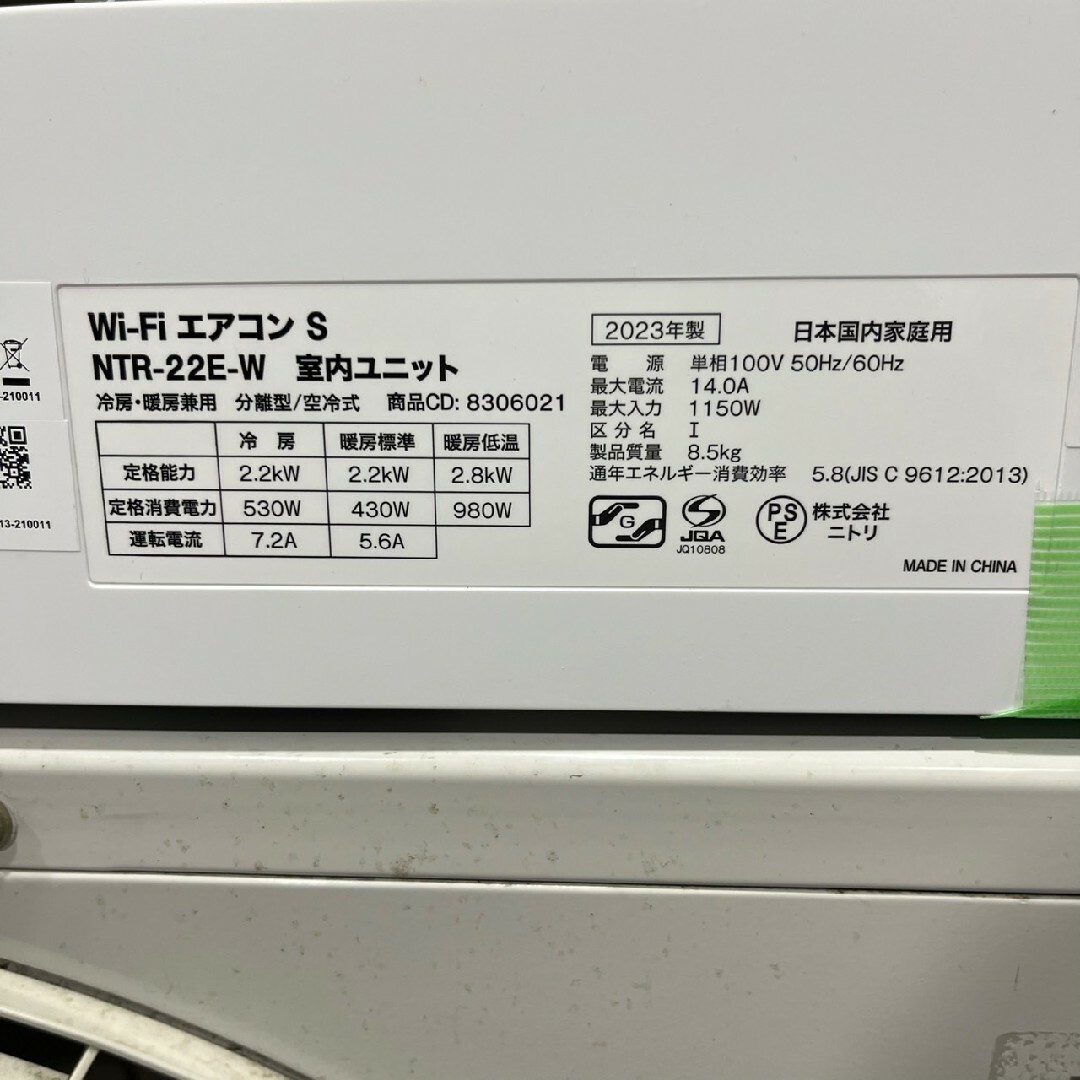 -210011
13-210011
Wi-Fi エアコン S
NTR-22E-W 室内ユニット
冷房・暖房兼用 分離型/空冷式 商品CD: 8306021
冷 房 暖房標準 暖房低温
定格能力 2.2kW 2.2kW 2.8kW
定格消費電力 530W 430W 980W
運転電流 7.2A 5.6A
2023年製 日本国内家庭用
電 源 単相100V 50Hz/60Hz
最大電流 14.0A
最大入力 1150W
区 分 名 I
製品質量 8.5kg
通年エネルギー消費効率 5.8(JIS C 9612:2013)
G
JQA
JQ10808
PS
E
株式会社
ニトリ
MADE IN CHINA